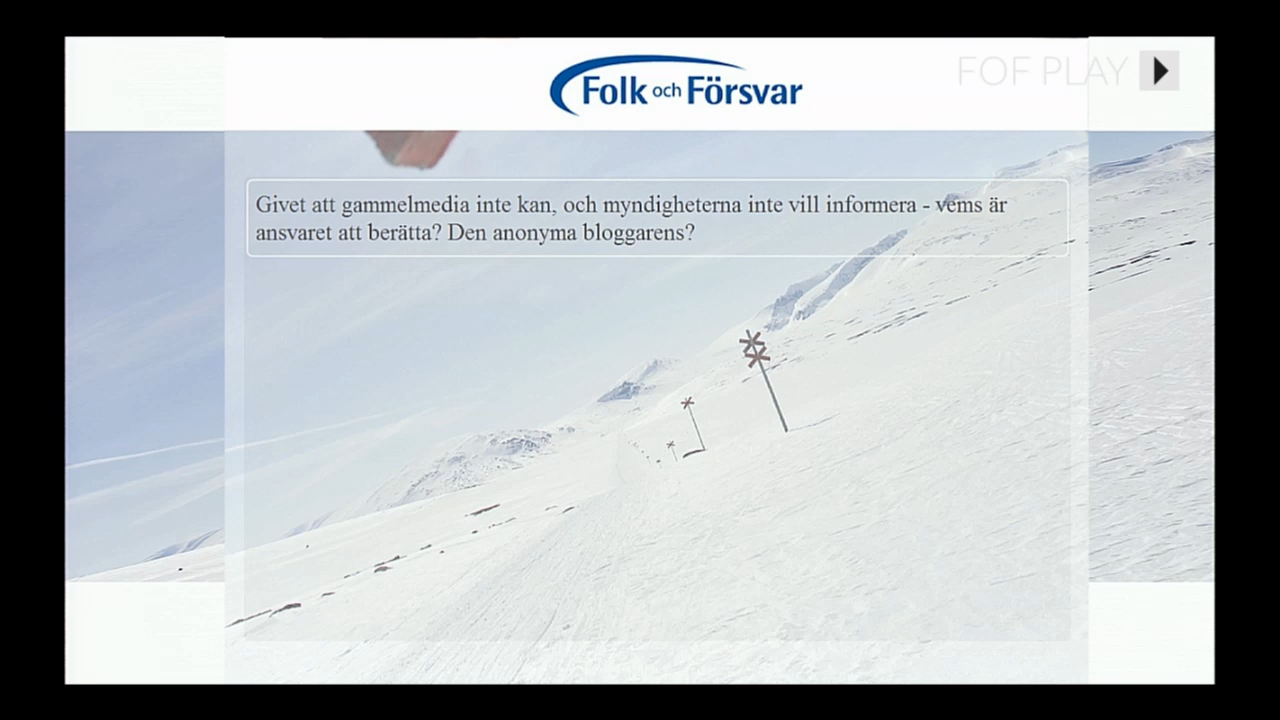 Folk och Försvar
FOF PLAY
Givet att gammelmedia inte kan, och myndigheterna inte vill informera - vems är
ansvaret att berätta? Den anonyma bloggarens?